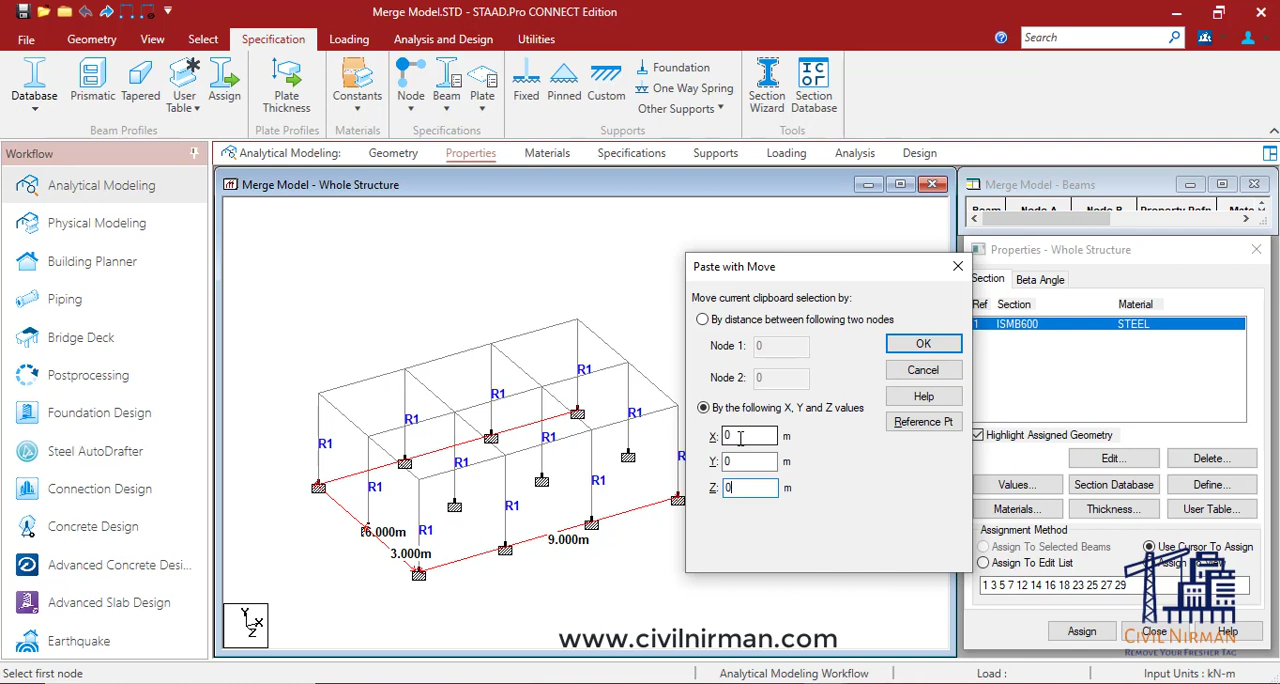 Merge Model.STD - STAAD.Pro CONNECT Edition
File Geometry View Select Specification Loading Analysis and Design Utilities Search
Database Prismatic Tapered User Table Assign
Beam Profiles
Plate Thickness
Plate Profiles
Constants
Materials
Node Beam Plate
Specifications
Fixed Pinned Custom
Foundation
One Way Spring
Other Supports
Supports
Section Wizard Section Database
Tools
Workflow
Analytical Modeling: Geometry Properties Materials Specifications Supports Loading Analysis Design
Analytical Modeling
Physical Modeling
Building Planner
Piping
Bridge Deck
Postprocessing
Foundation Design
Steel AutoDrafter
Connection Design
Concrete Design
Advanced Concrete Desi...
Advanced Slab Design
Earthquake
Merge Model - Whole Structure
R1
R1
R1
R1
R1
R1
R1
R1
R1
R1
R1
3.000m
9.000m
Y
X
Z
www.civilnirman.com
Paste with Move
Move current clipboard selection by:
By distance between following two nodes
Node 1: 0
Node 2: 0
By the following X, Y and Z values
X: 0 m
Y: 0 m
Z: 0 m
OK
Cancel
Help
Reference Pt
Merge Model - Beams
Beam Node A Node B Property Refn
Properties - Whole Structure
Section Beta Angle
Ref Section Material
1 ISMB600 STEEL
Highlight Assigned Geometry
Edit... Delete...
Values... Section Database Define...
Materials... Thickness... User Table...
Assignment Method
Assign To Selected Beams Use Cursor To Assign
Assign To Edit List
1 3 5 7 12 14 16 18 23 25 27 29
Assign Close Help
CIVIL NIRMAN
REMOVE YOUR FRESHER TAG
Select first node
Analytical Modeling Workflow
Load :
Input Units : kN-m